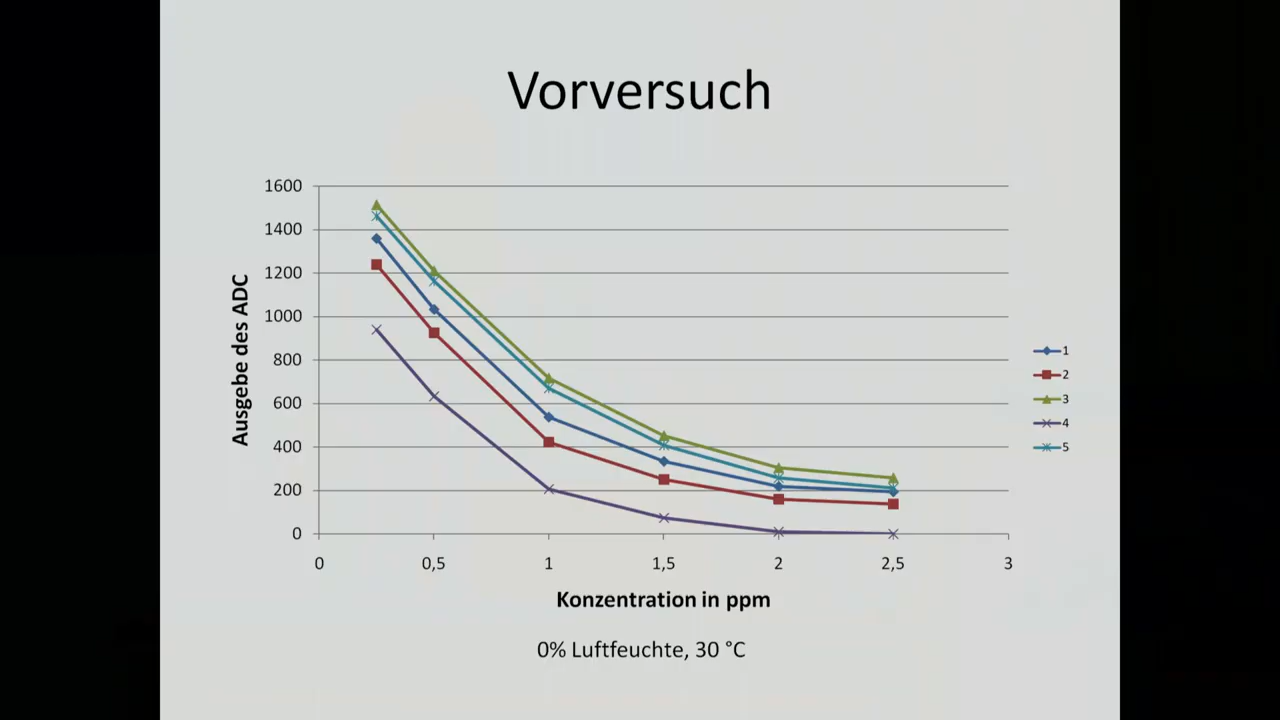 Vorversuch
1600
1400
1200
1000
800
600
400
200
0
Ausgebe des ADC
0 0,5 1 1,5 2 2,5 3
Konzentration in ppm
1
2
3
4
5
0% Luftfeuchte, 30 °C